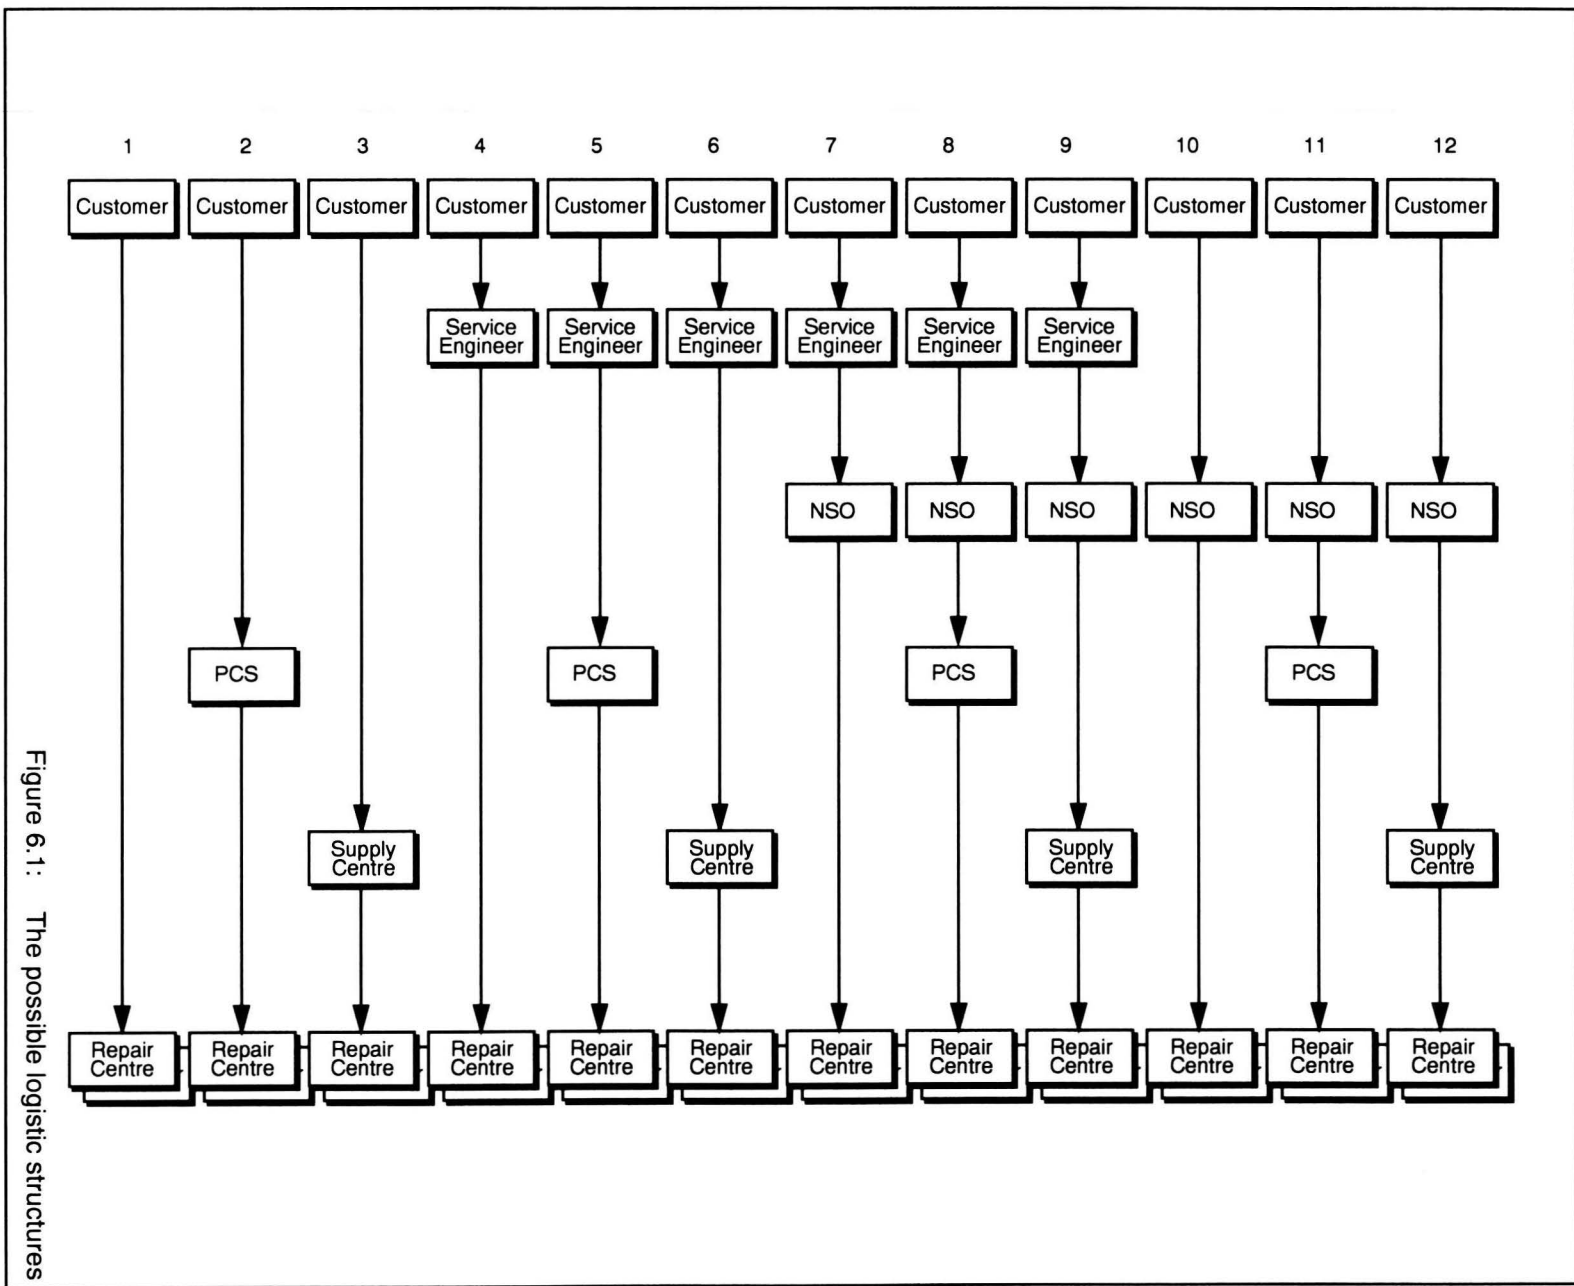 1 2 3 4 5 6 7 8 9 10 11 12
Customer Customer Customer Customer Customer Customer Customer Customer Customer Customer Customer Customer
Service Service Service Service Service Service
Engineer Engineer Engineer Engineer Engineer Engineer
NSO NSO NSO NSO NSO NSO
PCS PCS PCS PCS
Supply Supply Supply Supply
Centre Centre Centre Centre
Repair Repair Repair Repair Repair Repair Repair Repair Repair Repair Repair Repair
Centre Centre Centre Centre Centre Centre Centre Centre Centre Centre Centre Centre
Figure 6.1: The possible logistic structures